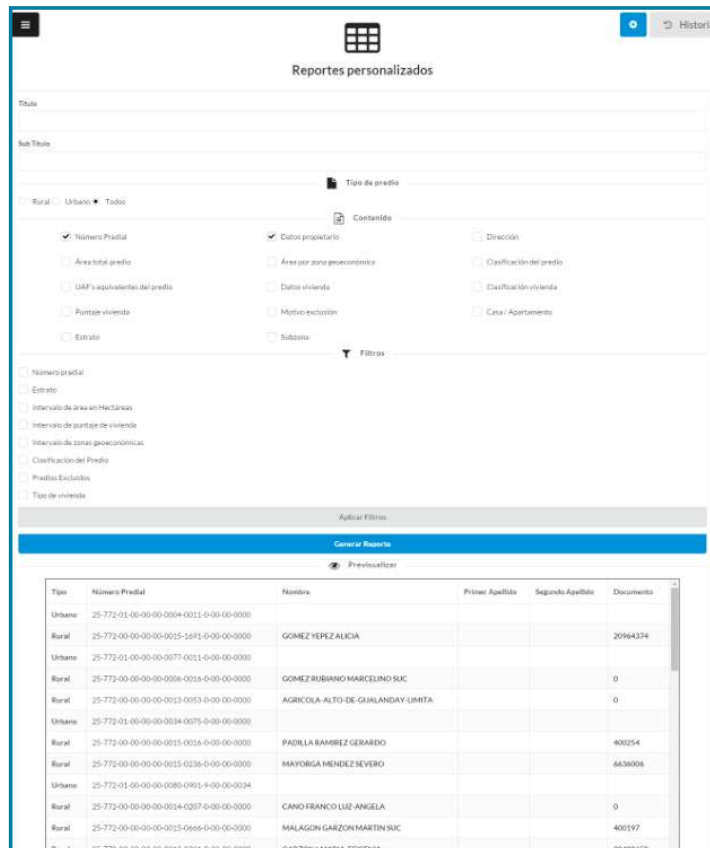 Histori
Reportes personalizados
Título
Sub Título
Tipo de predio
Rural Urbano Todos
Contenido
Número Predial Datos propietario Dirección
Área total predio Área por zona geoeconómica Clasificación del predio
UAF's equivalentes del predio Datos vivienda Clasificación vivienda
Puntaje vivienda Motivo exclusión Casa / Apartamento
Estrato Subzona
Filtros
Número predial
Estrato
Intervalo de área en Hectáreas
Intervalo de puntaje de vivienda
Intervalo de zonas geoeconómicas
Clasificación del Predio
Predios Excluidos
Tipo de vivienda
Aplicar Filtros
Generar Reporte
Previsualizar
Tipo Número Predial Nombre Primer Apellido Segundo Apellido Documento
Urbano 25-772-01-00-00-00-0004-0011-0-00-00-0000
Rural 25-772-00-00-00-00-0015-1691-0-00-00-0000 GOMEZ YEPEZ ALICIA 20964374
Urbano 25-772-01-00-00-00-0077-0011-0-00-00-0000
Rural 25-772-00-00-00-00-0006-0016-0-00-00-0000 GOMEZ RUBIANO MARCELINO SUC 0
Rural 25-772-00-00-00-00-0013-0053-0-00-00-0000 AGRICOLA-ALTO-DE-GUALANDAY-LIMITA 0
Urbano 25-772-01-00-00-00-0034-0075-0-00-00-0000
Rural 25-772-00-00-00-00-0015-0016-0-00-00-0000 PADILLA RAMIREZ GERARDO 400254
Rural 25-772-00-00-00-00-0015-0236-0-00-00-0000 MAYORGA MENDEZ SEVERO 6636006
Urbano 25-772-01-00-00-00-0080-0901-9-00-00-0034
Rural 25-772-00-00-00-00-0014-0207-0-00-00-0000 CANO FRANCO LUZ-ANGELA 0
Rural 25-772-00-00-00-00-0015-0666-0-00-00-0000 MALAGON GARZON MARTIN SUC 400197